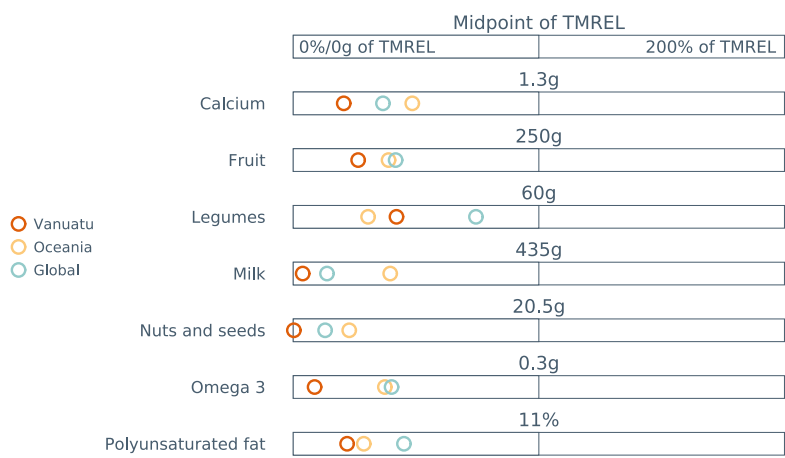 Midpoint of TMREL
0%/0g of TMREL
200% of TMREL
1.3g
Calcium
250g
Fruit
60g
Legumes
Vanuatu
Oceania
Global
435g
Milk
20.5g
Nuts and seeds
0.3g
Omega 3
11%
Polyunsaturated fat